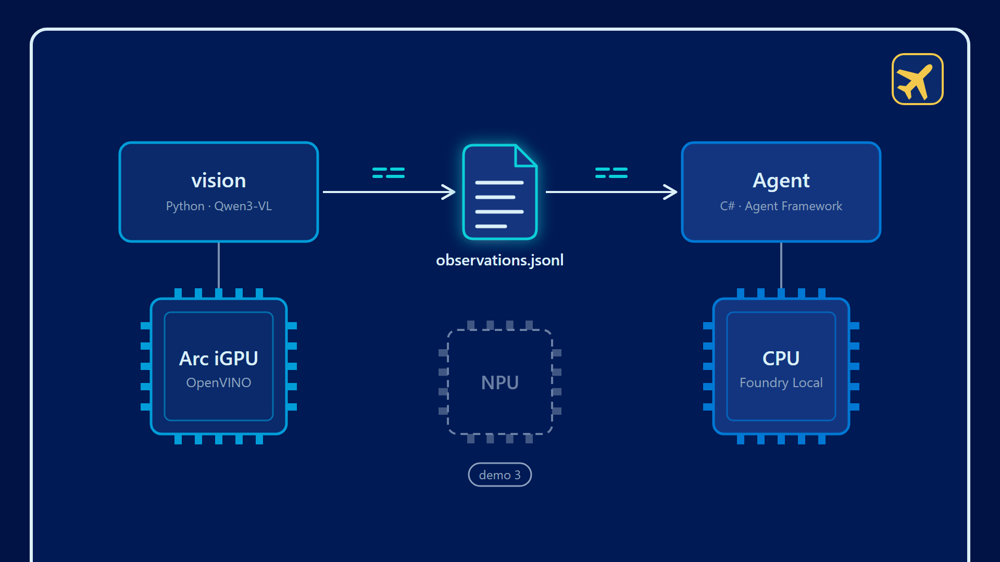 vision
Python · Qwen3-VL
observations.jsonl
Agent
C# · Agent Framework
Arc iGPU
OpenVINO
NPU
demo 3
CPU
Foundry Local